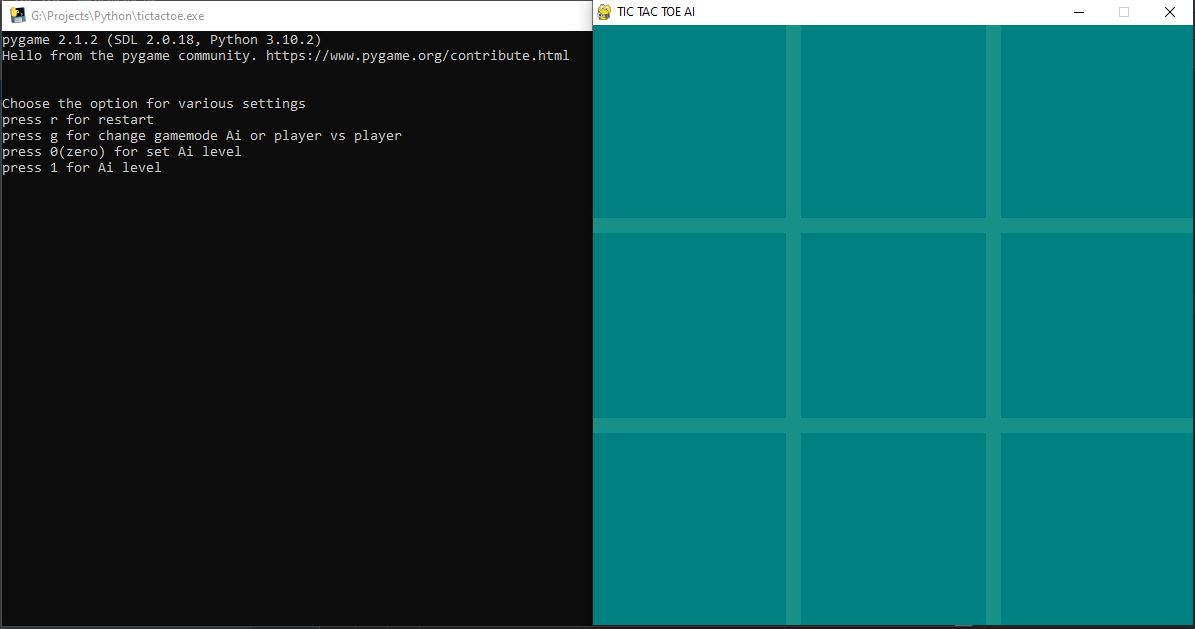 G:\Projects\Python\tictactoe.exe
TIC TAC TOE AI
pygame 2.1.2 (SDL 2.0.18, Python 3.10.2)
Hello from the pygame community. https://www.pygame.org/contribute.html
Choose the option for various settings
press r for restart
press g for change gamemode Ai or player vs player
press 0(zero) for set Ai level
press 1 for Ai level